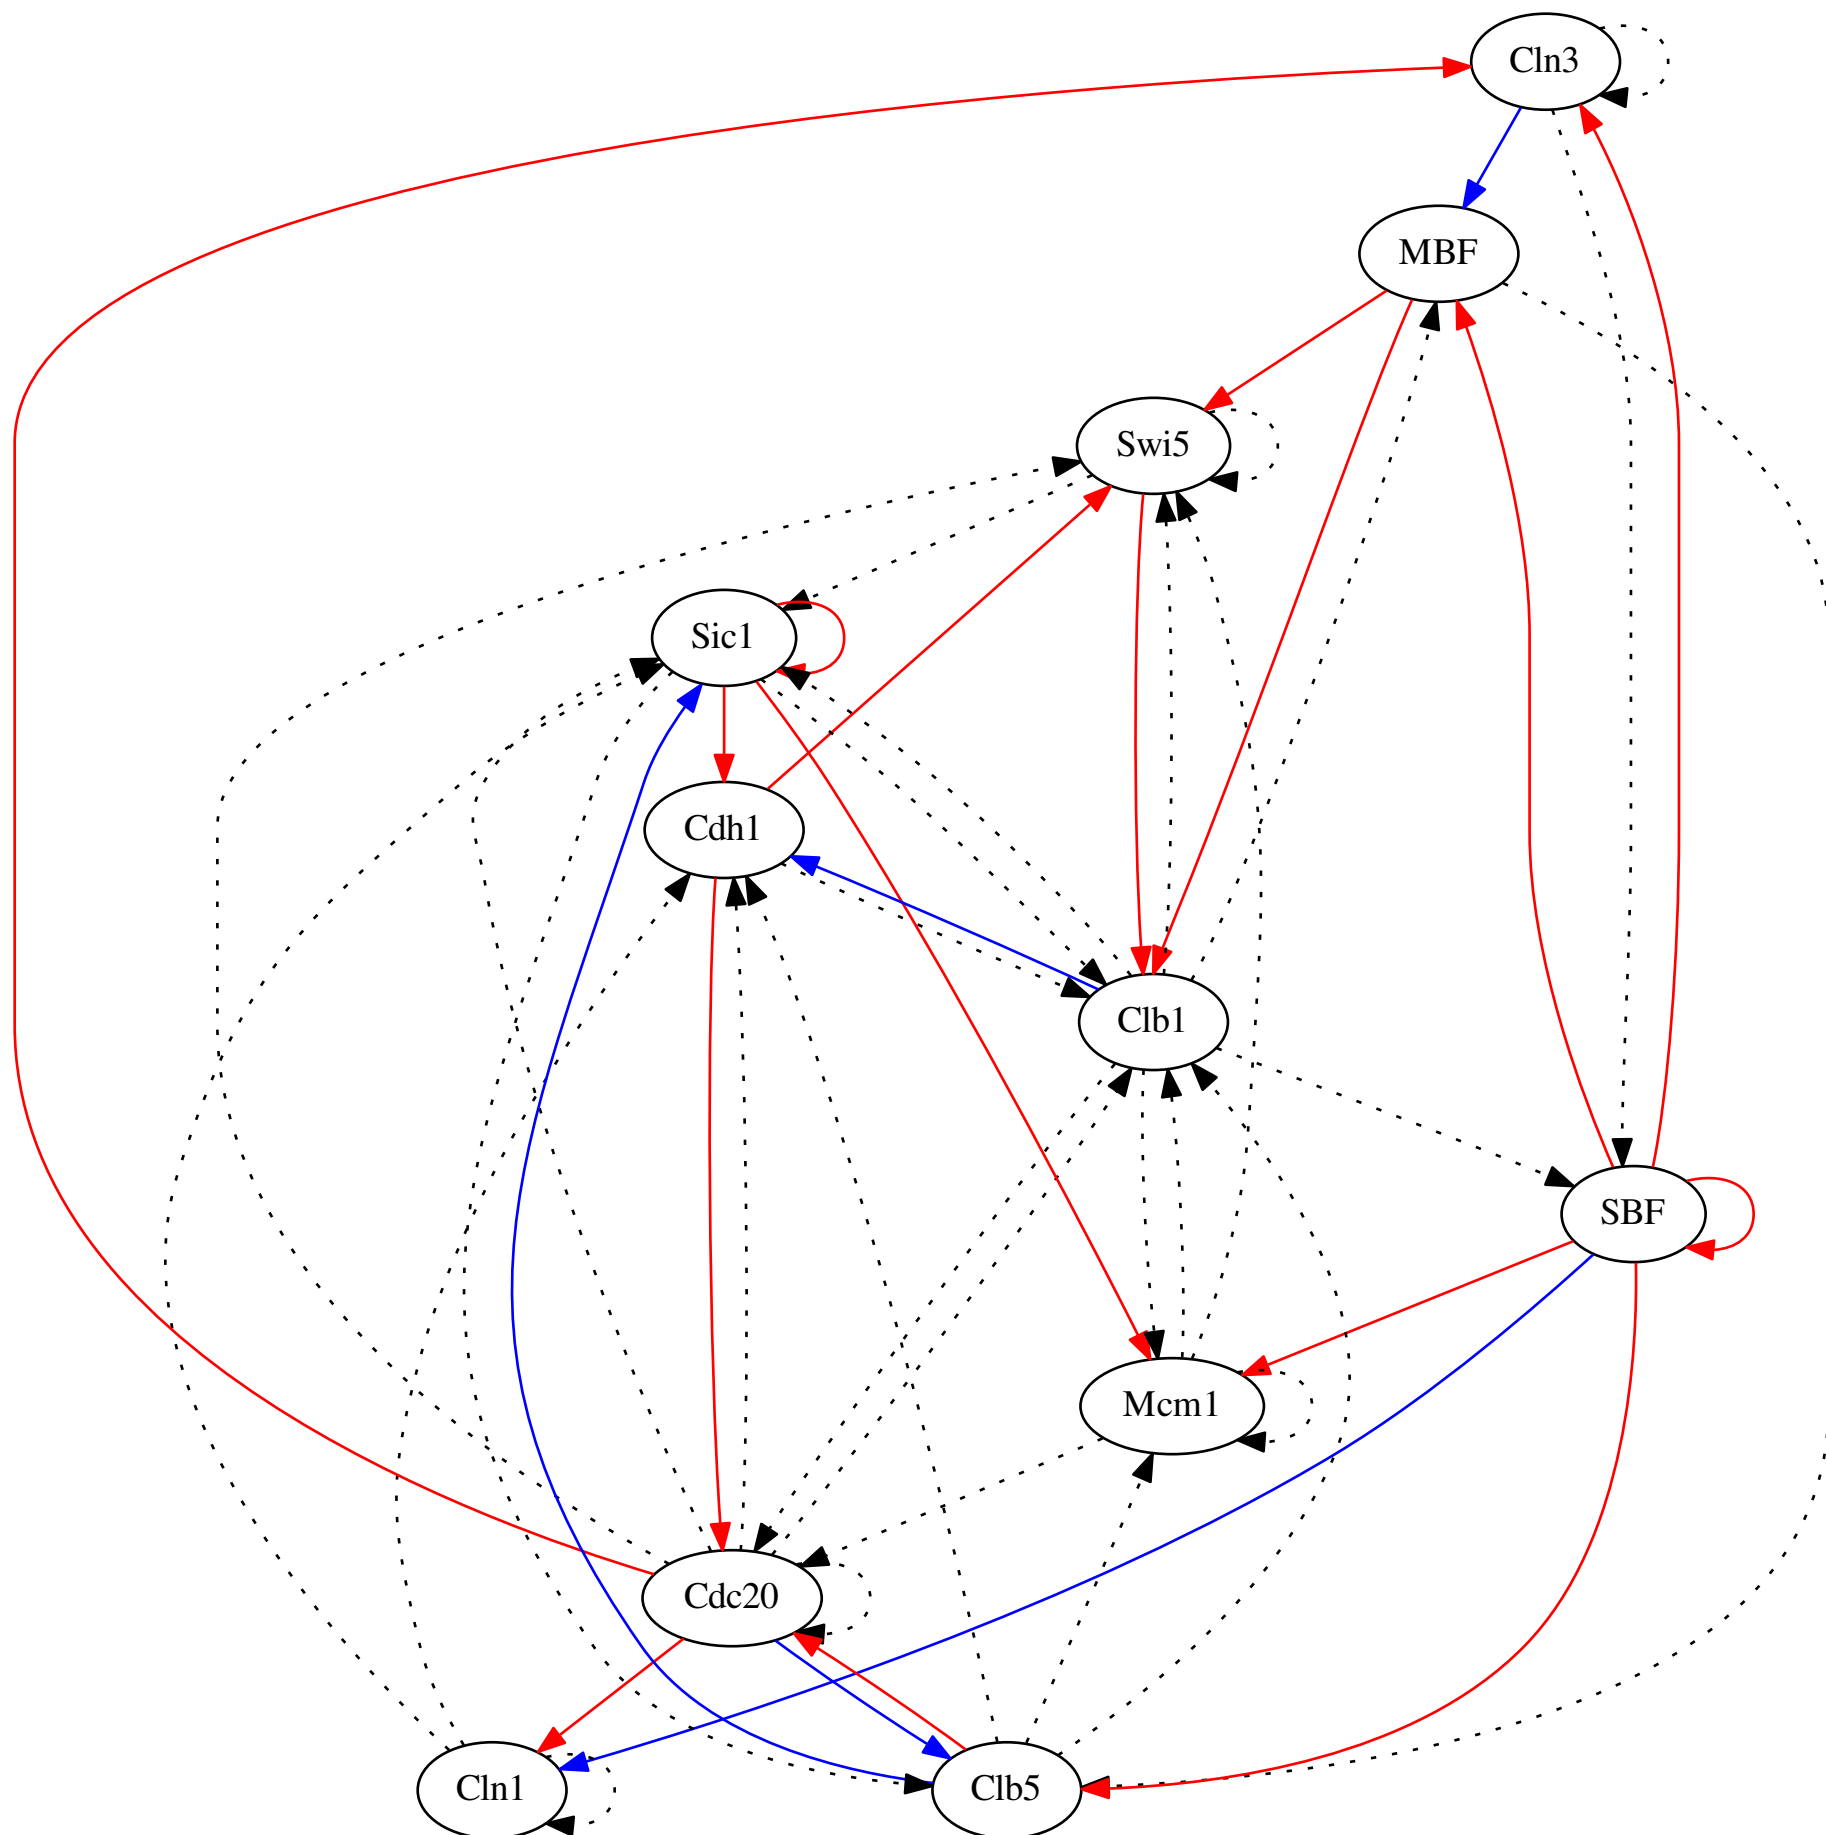 Cln3
MBF
Swi5
Sic1
Cdh1
Clb1
SBF
Mcm1
Cdc20
Cln1
Clb5